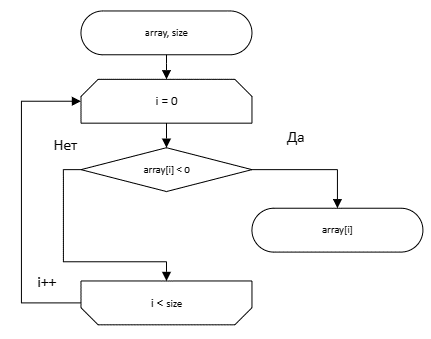 array, size
i = 0
Нет
Да
array[i] < 0
array[i]
i++
i < size